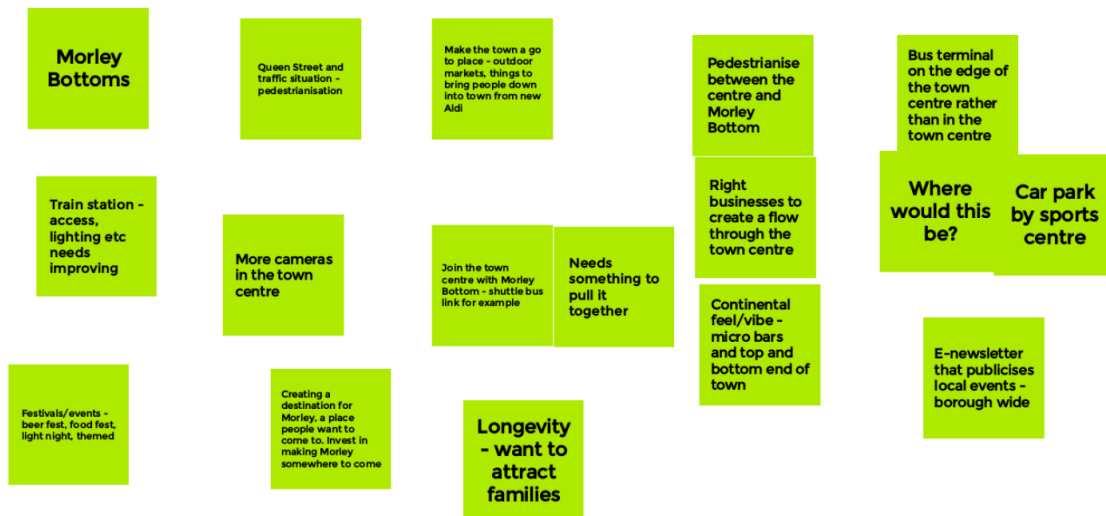 Morley
Bottoms
Queen Street and
traffic situation -
pedestrianisation
Make the town a go
to place - outdoor
markets, things to
bring people down
into town from new
Aldi
Pedestrianise
between the
centre and
Morley
Bottom
Bus terminal
on the edge of
the town
centre rather
than in the
town centre
Train station -
access,
lighting etc
needs
improving
More cameras
in the town
centre
Join the town
centre with Morley
Bottom - shuttle bus
link for example
Needs
something to
pull it
together
Right
businesses to
create a flow
through the
town centre
Where
would this
be?
Car park
by sports
centre
Continental
feel/vibe -
micro bars
and top and
bottom end of
town
E-newsletter
that publicises
local events -
borough wide
Festivals/events -
beer fest, food fest,
light night, themed
Creating a
destination for
Morley, a place
people want to
come to. Invest in
making Morley
somewhere to come
Longevity
- want to
attract
families